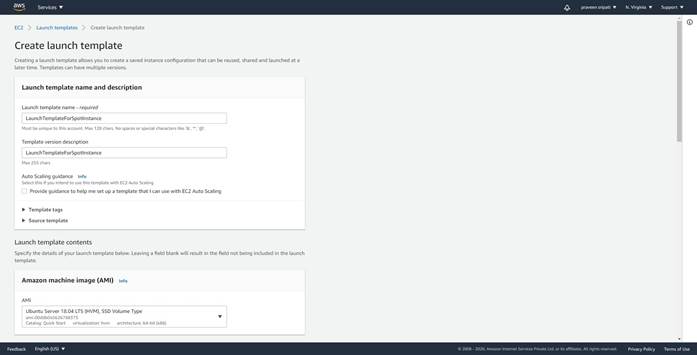 aws Services praveen sripati N. Virginia Support
EC2 Launch templates Create launch template
Create launch template
Creating a launch template allows you to create a saved instance configuration that can be reused, shared and launched at a
later time. Templates can have multiple versions.
Launch template name and description
Launch template name - required
LaunchTemplateForSpotInstance
Must be unique to this account. Max 128 chars. No spaces or special characters like '&', '*', '@'.
Template version description
LaunchTemplateForSpotInstance
Max 255 chars
Auto Scaling guidance Info
Select this if you intend to use this template with EC2 Auto Scaling
Provide guidance to help me set up a template that I can use with EC2 Auto Scaling
Template tags
Source template
Launch template contents
Specify the details of your launch template below. Leaving a field blank will result in the field not being included in the launch
template.
Amazon machine image (AMI) Info
AMI
Ubuntu Server 18.04 LTS (HVM), SSD Volume Type
Catalog: Quick Start virtualization: hvm architecture: 64-bit (x86)
Feedback English (US) © 2008 - 2020, Amazon Internet Services Private Ltd. or its affiliates. All rights reserved. Privacy Policy Terms of Use